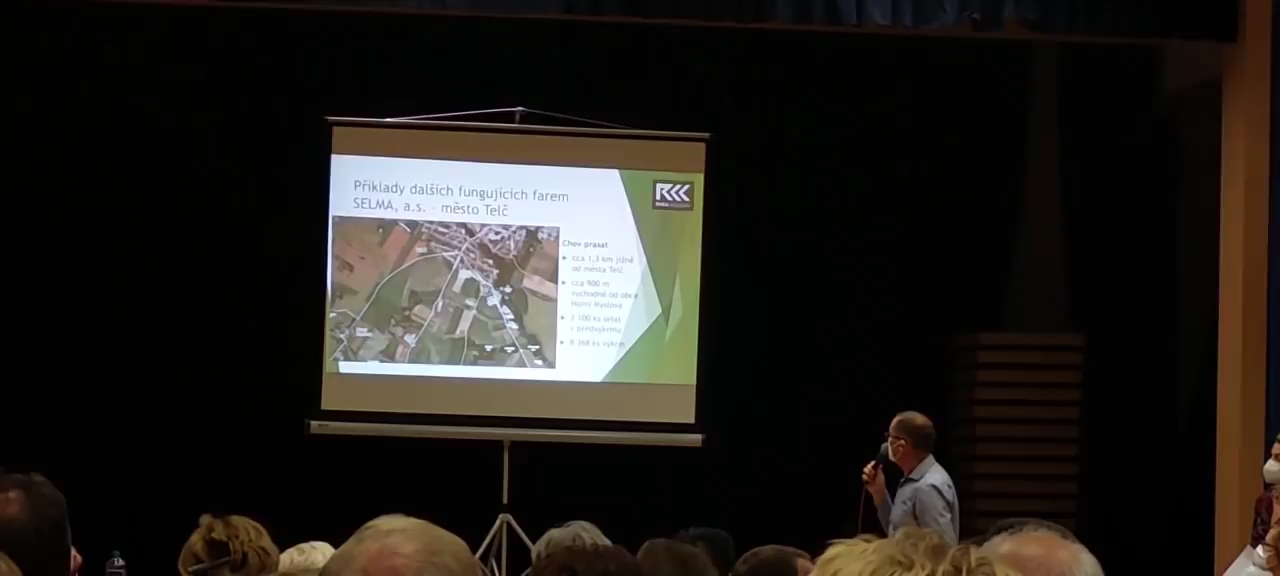 Příklady dalších fungujících farem
SELMA, a.s. – město Telč
Chov prasat
cca 1,3 km jižně
od města Telč
cca 900 m
východně od obce
Horní Myslová
2 100 ks selat
v předvýkrmu
8 368 ks výkrm